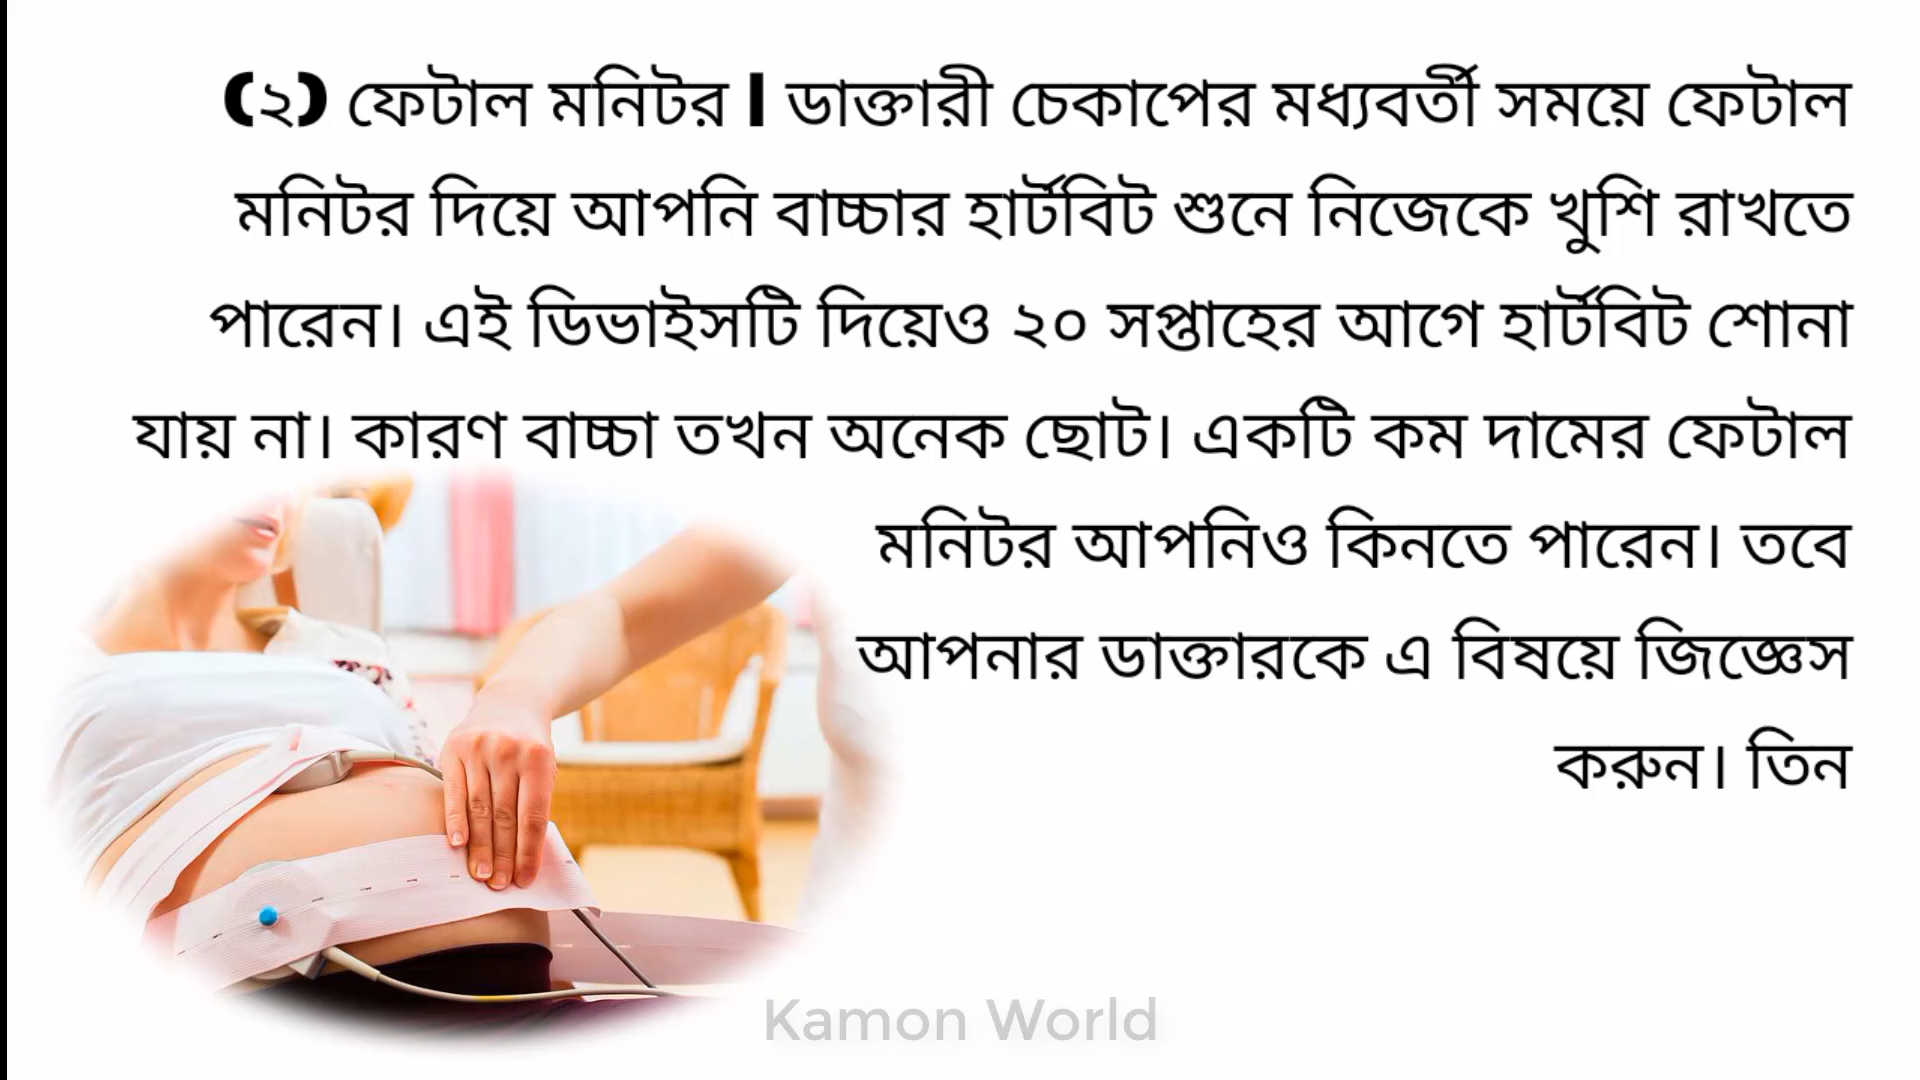 (২) ফেটাল মনিটর | ডাক্তারী চেকাপের মধ্যবর্তী সময়ে ফেটাল
মনিটর দিয়ে আপনি বাচ্চার হার্টবিট শুনে নিজেকে খুশি রাখতে
পারেন। এই ডিভাইসটি দিয়েও ২০ সপ্তাহের আগে হার্টবিট শোনা
যায় না। কারণ বাচ্চা তখন অনেক ছোট। একটি কম দামের ফেটাল
মনিটর আপনিও কিনতে পারেন। তবে
আপনার ডাক্তারকে এ বিষয়ে জিজ্ঞেস
করুন। তিন
Kamon World